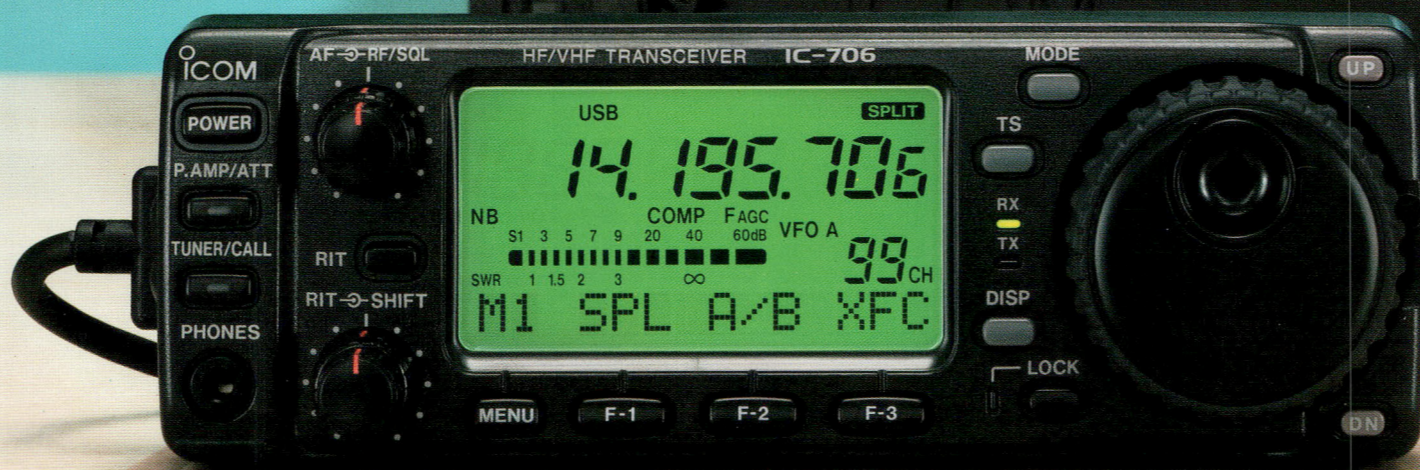 ICOM
POWER
P.AMP/ATT
TUNER/CALL
PHONES
AF RF/SQL
RIT
RIT SHIFT
HF/VHF TRANSCEIVER IC-706
USB SPLIT
14.195.706
NB COMP FAGC VFO A
S1 3 5 7 9 20 40 60dB
99CH
SWR 1 1.5 2 3 ∞
M1 SPL A/B XFC
MENU F-1 F-2 F-3
MODE
TS
RX
TX
DISP
LOCK
UP
DN